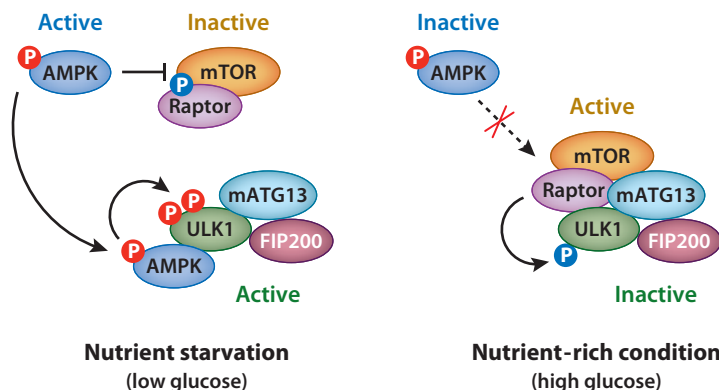 Active
Inactive
P
AMPK
P
mTOR
Raptor
P
P
mATG13
ULK1
FIP200
P
AMPK
Active
Nutrient starvation
(low glucose)
Inactive
P
AMPK
Active
mTOR
Raptor
mATG13
ULK1
FIP200
P
Inactive
Nutrient-rich condition
(high glucose)